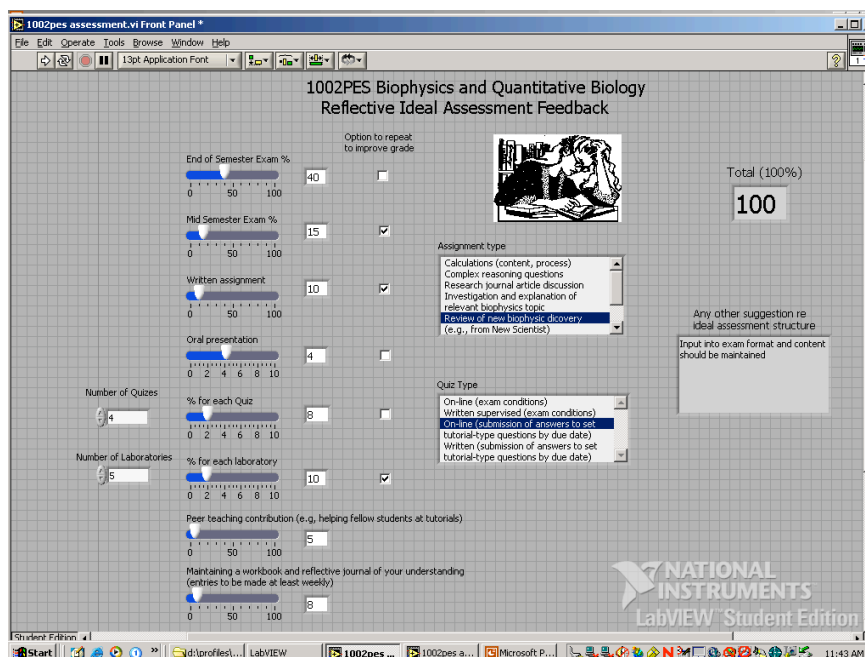 1002pes assessment.vi Front Panel *
File Edit Operate Tools Browse Window Help
13pt Application Font
1002PES Biophysics and Quantitative Biology
Reflective Ideal Assessment Feedback
Option to repeat
to improve grade
End of Semester Exam %
40
0 50 100
Mid Semester Exam %
15
0 50 100
Written assignment
10
0 50 100
Oral presentation
4
0 2 4 6 8 10
Number of Quizes
4
% for each Quiz
8
0 2 4 6 8 10
Number of Laboratories
5
% for each laboratory
10
0 2 4 6 8 10
Peer teaching contribution (e.g, helping fellow students at tutorials)
5
0 50 100
Maintaining a workbook and reflective journal of your understanding
(entries to be made at least weekly)
8
0 50 100
Assignment type
Calculations (content, process)
Complex reasoning questions
Research journal article discussion
Investigation and explanation of
relevant biophysics topic
Review of new biophysic dicovery
(e.g., from New Scientist)
Quiz Type
On-line (exam conditions)
Written supervised (exam conditions)
On-line (submission of answers to set
tutorial-type questions by due date)
Written (submission of answers to set
tutorial-type questions by due date)
Total (100%)
100
Any other suggestion re
ideal assessment structure
Input into exam format and content
should be maintained
NATIONAL
INSTRUMENTS
LabVIEW™Student Edition
Student Edition
Start
d:\profiles\...
LabVIEW
1002pes ...
1002pes a...
Microsoft P...
11:43 AM